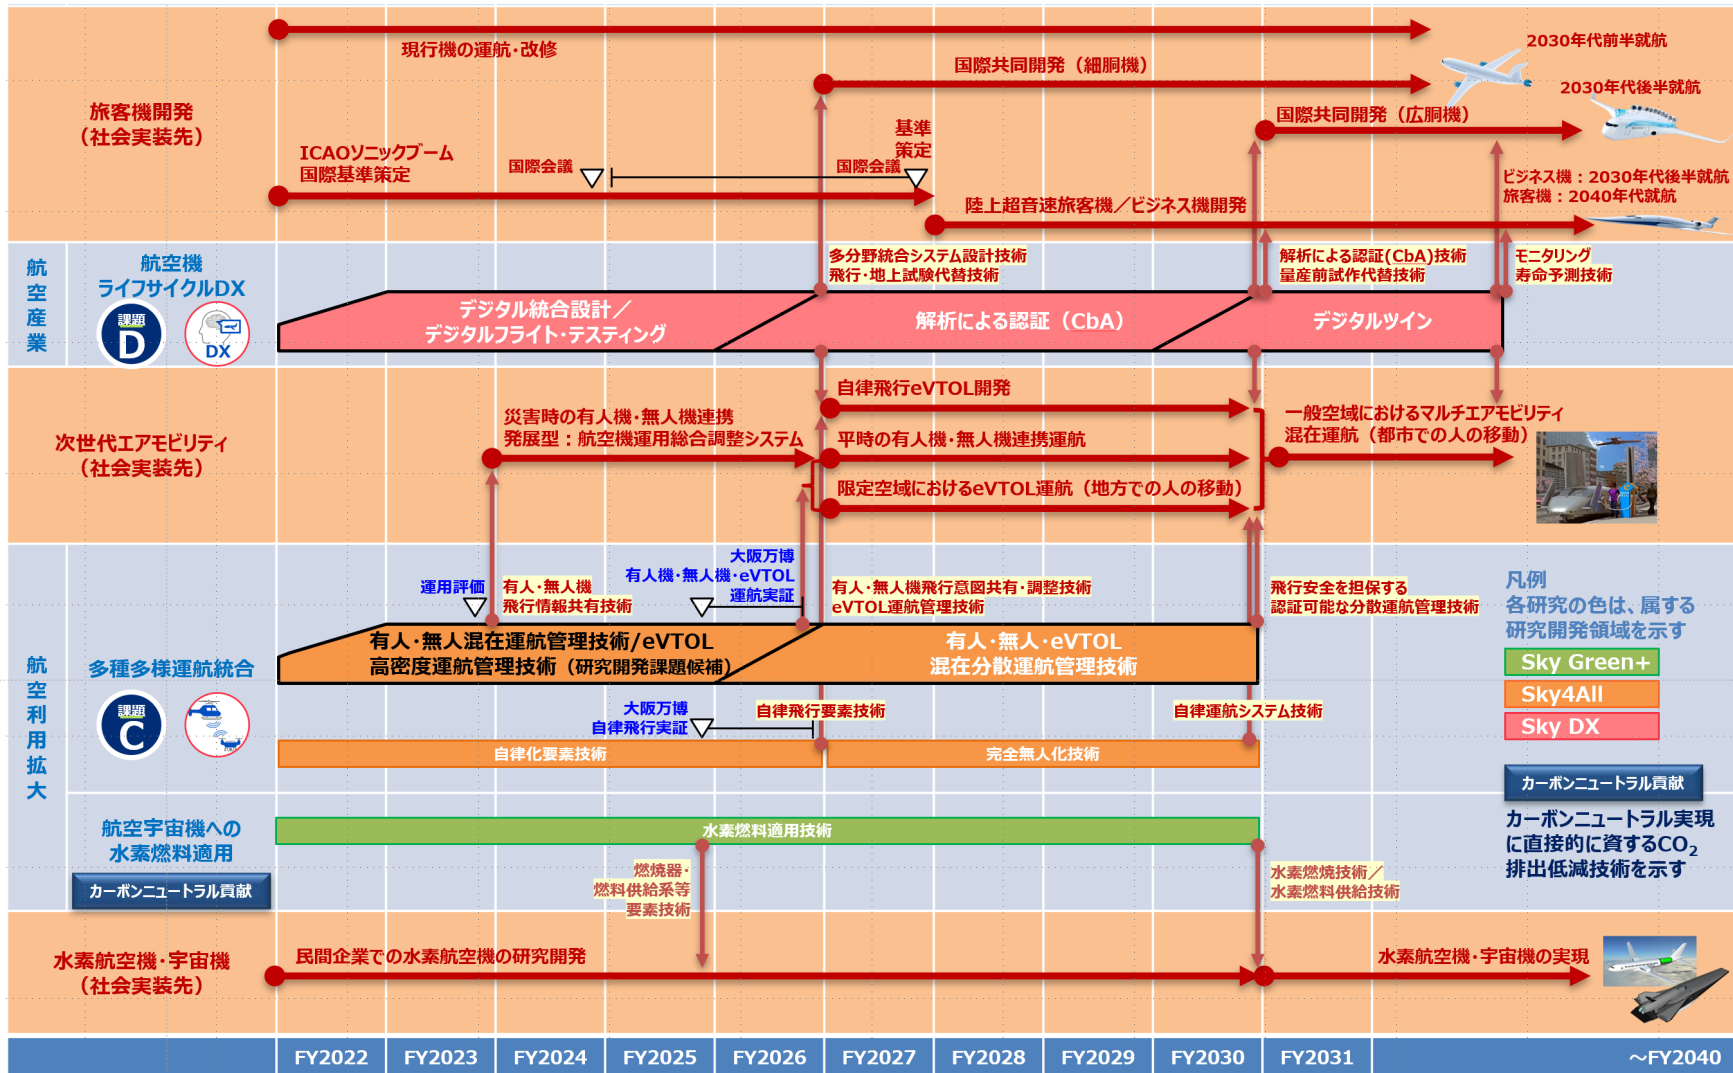 現行機の運航・改修
2030年代前半就航
国際共同開発（細胴機）
2030年代後半就航
旅客機開発
（社会実装先）
国際共同開発（広胴機）
基準
策定
ICAOソニックブーム
国際基準策定
国際会議
国際会議
ビジネス機：2030年代後半就航
旅客機：2040年代就航
陸上超音速旅客機／ビジネス機開発
航空産業
航空機
ライフサイクルDX
課題
D
DX
多分野統合システム設計技術
飛行・地上試験代替技術
解析による認証(CbA)技術
量産前試作代替技術
モニタリング
寿命予測技術
デジタル統合設計／
デジタルフライト・テスティング
解析による認証（CbA）
デジタルツイン
次世代エアモビリティ
（社会実装先）
自律飛行eVTOL開発
災害時の有人機・無人機連携
発展型：航空機運用総合調整システム
平時の有人機・無人機連携運航
一般空域におけるマルチエアモビリティ
混在運航（都市での人の移動）
限定空域におけるeVTOL運航（地方での人の移動）
航空利用拡大
多種多様運航統合
課題
C
運用評価
有人・無人機
飛行情報共有技術
大阪万博
有人機・無人機・eVTOL
運航実証
有人・無人機飛行意図共有・調整技術
eVTOL運航管理技術
飛行安全を担保する
認証可能な分散運航管理技術
有人・無人混在運航管理技術/eVTOL
高密度運航管理技術（研究開発課題候補）
有人・無人・eVTOL
混在分散運航管理技術
大阪万博
自律飛行実証
自律飛行要素技術
自律運航システム技術
自律化要素技術
完全無人化技術
凡例
各研究の色は、属する
研究開発領域を示す
Sky Green+
Sky4All
Sky DX
カーボンニュートラル貢献
カーボンニュートラル実現
に直接的に資するCO2
排出低減技術を示す
航空宇宙機への
水素燃料適用
カーボンニュートラル貢献
水素燃料適用技術
燃焼器・
燃料供給系等
要素技術
水素燃焼技術／
水素燃料供給技術
水素航空機・宇宙機
（社会実装先）
民間企業での水素航空機の研究開発
水素航空機・宇宙機の実現
FY2022
FY2023
FY2024
FY2025
FY2026
FY2027
FY2028
FY2029
FY2030
FY2031
～FY2040